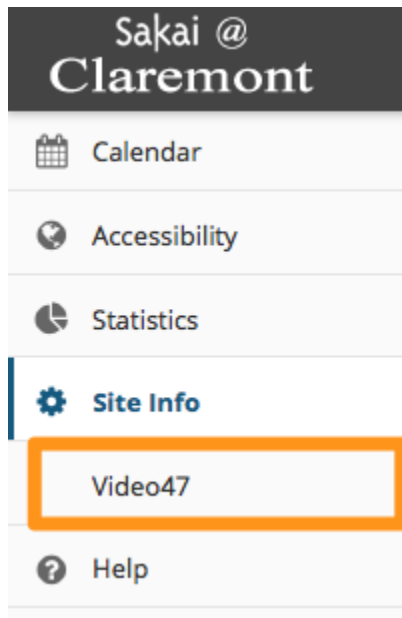 Sakai @
Claremont
Calendar
Accessibility
Statistics
Site Info
Video47
Help